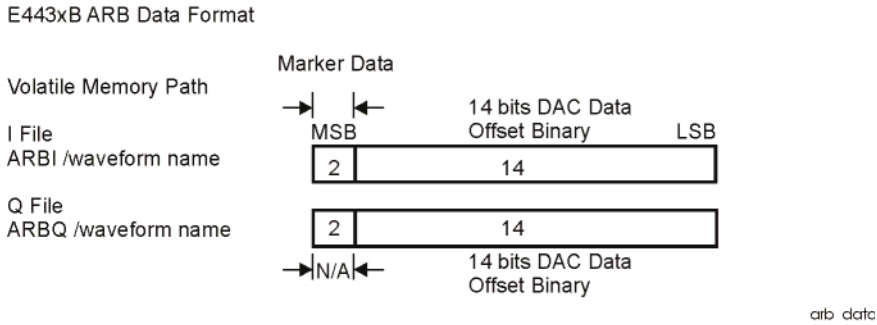 E443xB ARB Data Format
Marker Data
Volatile Memory Path
14 bits DAC Data
I File
MSB
Offset Binary
LSB
ARBI /waveform name
2
14
Q File
ARBQ /waveform name
2
14
N/A
14 bits DAC Data
Offset Binary
arb data